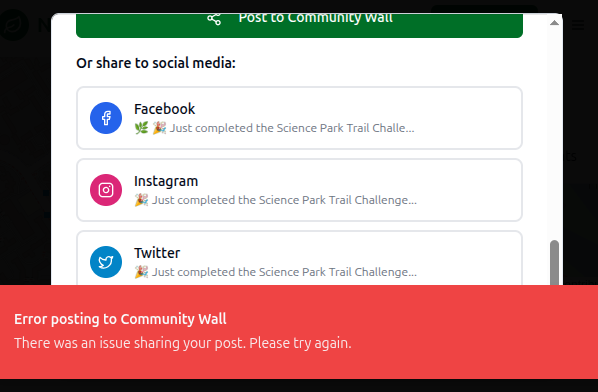 Post to Community Wall
Or share to social media:
Facebook
🌿 🎉 Just completed the Science Park Trail Challe...
Instagram
🎉 Just completed the Science Park Trail Challenge...
Twitter
🎉 Just completed the Science Park Trail Challenge...
Error posting to Community Wall
There was an issue sharing your post. Please try again.